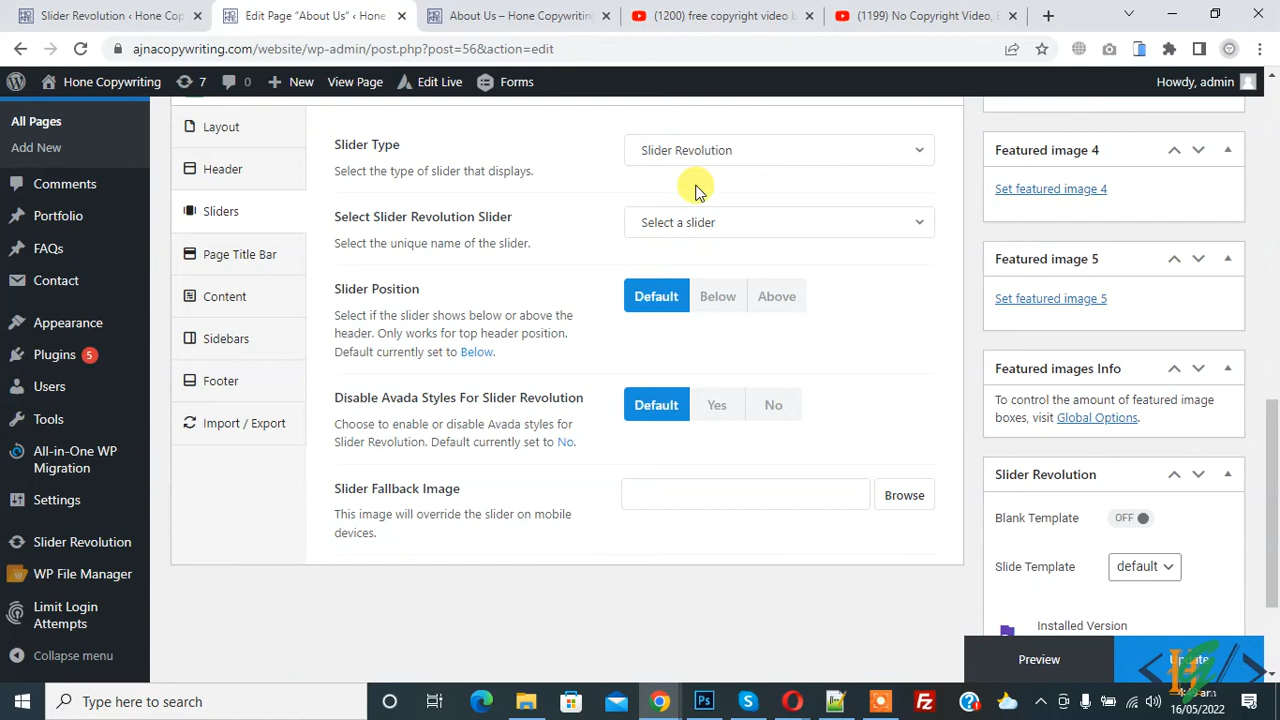 Slider Revolution ‹ Hone Cop
Edit Page "About Us" ‹ Hone
About Us – Hone Copywriting
(1200) free copyright video b
(1199) No Copyright Video, B
ajnacopywriting.com/website/wp-admin/post.php?post=56&action=edit
Hone Copywriting
7
0
New
View Page
Edit Live
Forms
Howdy, admin
All Pages
Add New
Comments
Portfolio
FAQs
Contact
Appearance
Plugins 5
Users
Tools
All-in-One WP
Migration
Settings
Slider Revolution
WP File Manager
Limit Login
Attempts
Collapse menu
Layout
Header
Sliders
Page Title Bar
Content
Sidebars
Footer
Import / Export
Slider Type
Select the type of slider that displays.
Slider Revolution
Select Slider Revolution Slider
Select the unique name of the slider.
Select a slider
Slider Position
Select if the slider shows below or above the
header. Only works for top header position.
Default currently set to Below.
Default Below Above
Disable Avada Styles For Slider Revolution
Choose to enable or disable Avada styles for
Slider Revolution. Default currently set to No.
Default Yes No
Slider Fallback Image
This image will override the slider on mobile
devices.
Browse
Featured image 4
Set featured image 4
Featured image 5
Set featured image 5
Featured images Info
To control the amount of featured image
boxes, visit Global Options.
Slider Revolution
Blank Template OFF
Slide Template default
Installed Version
Preview
Update
Type here to search
16/05/2022